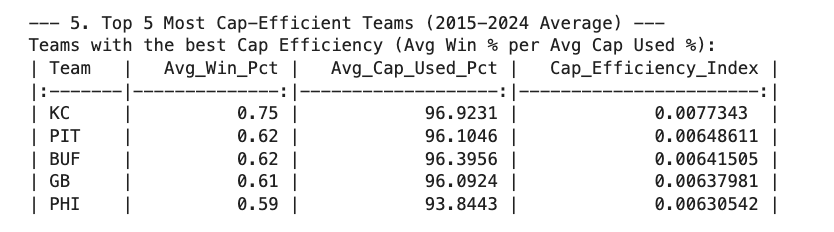 --- 5. Top 5 Most Cap-Efficient Teams (2015-2024 Average) ---
Teams with the best Cap Efficiency (Avg Win % per Avg Cap Used %):
| Team   |   Avg_Win_Pct |   Avg_Cap_Used_Pct |   Cap_Efficiency_Index |
|:-------|--------------:|-------------------:|-----------------------:|
| KC     |          0.75 |            96.9231 |             0.0077343  |
| PIT    |          0.62 |            96.1046 |             0.00648611 |
| BUF    |          0.62 |            96.3956 |             0.00641505 |
| GB     |          0.61 |            96.0924 |             0.00637981 |
| PHI    |          0.59 |            93.8443 |             0.00630542 |